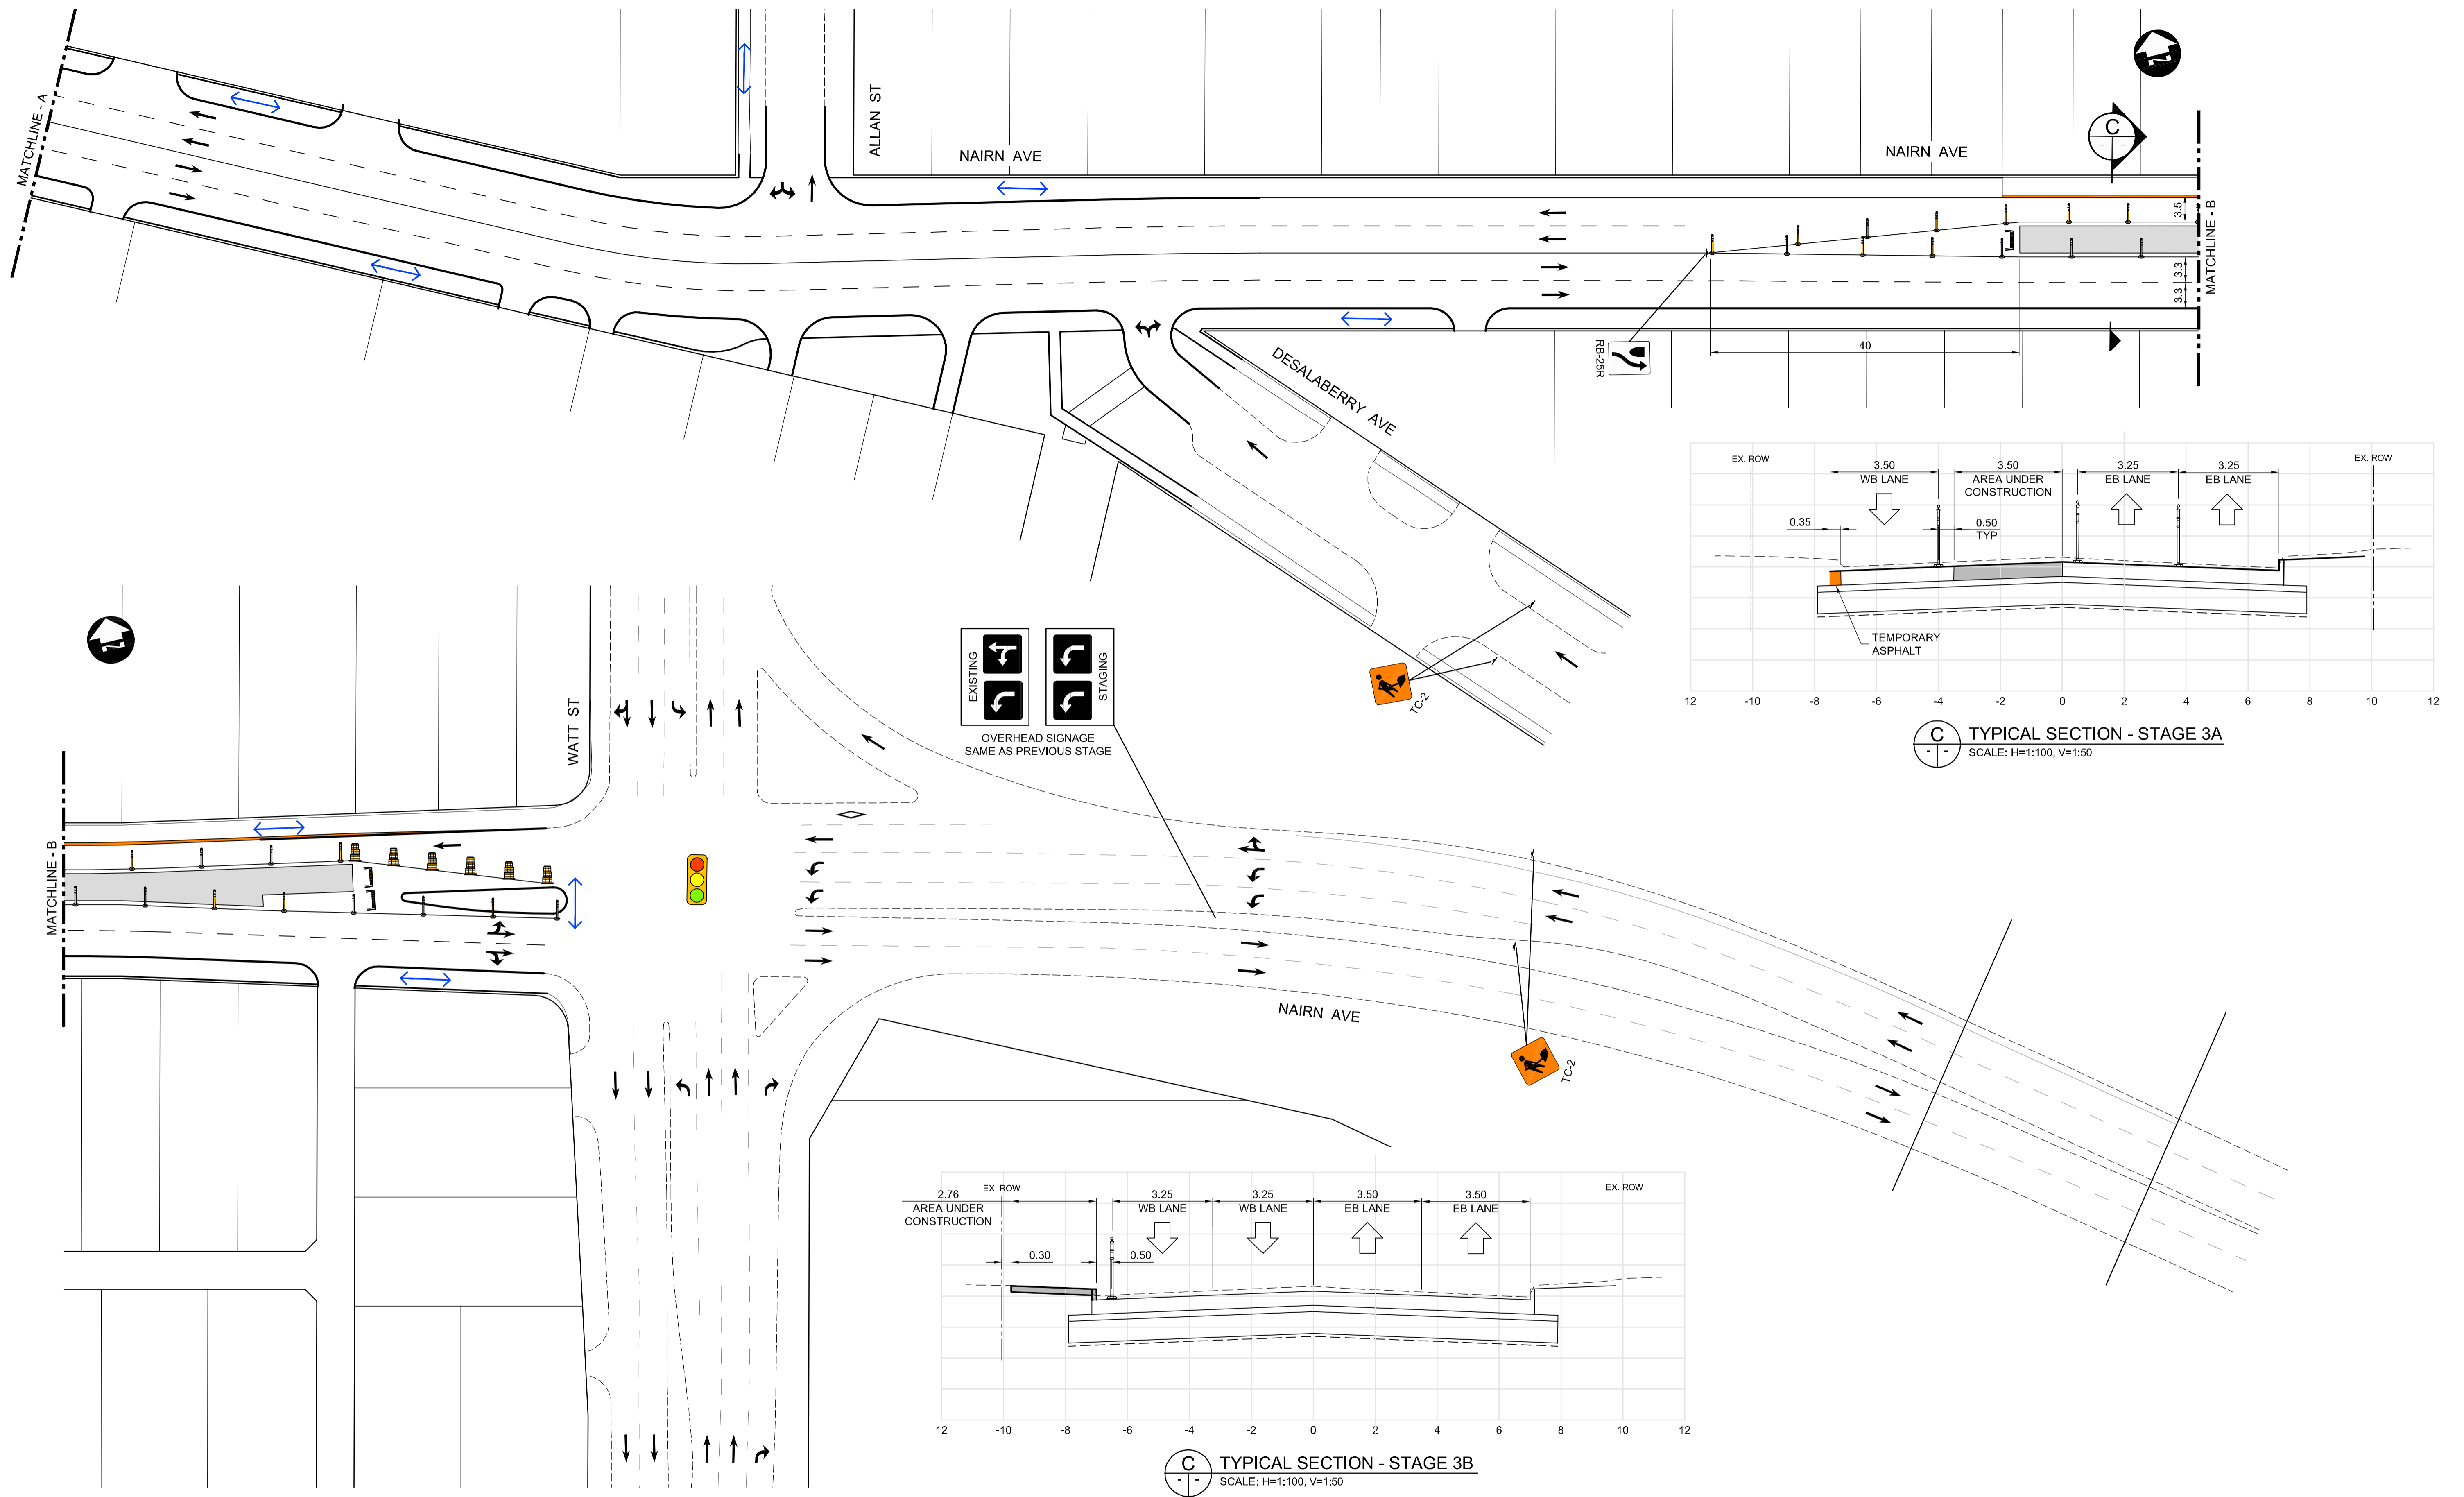 MATCHLINE - A
ALLAN ST
NAIRN AVE
NAIRN AVE
C
- -
3.5
3.3
3.3
MATCHLINE - B
40
RB-25R
DESALABERRY AVE
TC-2
EX. ROW
EX. ROW
3.50
WB LANE
3.50
AREA UNDER
CONSTRUCTION
3.25
EB LANE
3.25
EB LANE
0.35
0.50
TYP
TEMPORARY
ASPHALT
12 -10 -8 -6 -4 -2 0 2 4 6 8 10 12
C
- -
TYPICAL SECTION - STAGE 3A
SCALE: H=1:100, V=1:50
WATT ST
EXISTING
STAGING
OVERHEAD SIGNAGE
SAME AS PREVIOUS STAGE
MATCHLINE - B
NAIRN AVE
TC-2
2.76
AREA UNDER
CONSTRUCTION
EX. ROW
3.25
WB LANE
3.25
WB LANE
3.50
EB LANE
3.50
EB LANE
EX. ROW
0.30
0.50
12 -10 -8 -6 -4 -2 0 2 4 6 8 10 12
C
- -
TYPICAL SECTION - STAGE 3B
SCALE: H=1:100, V=1:50